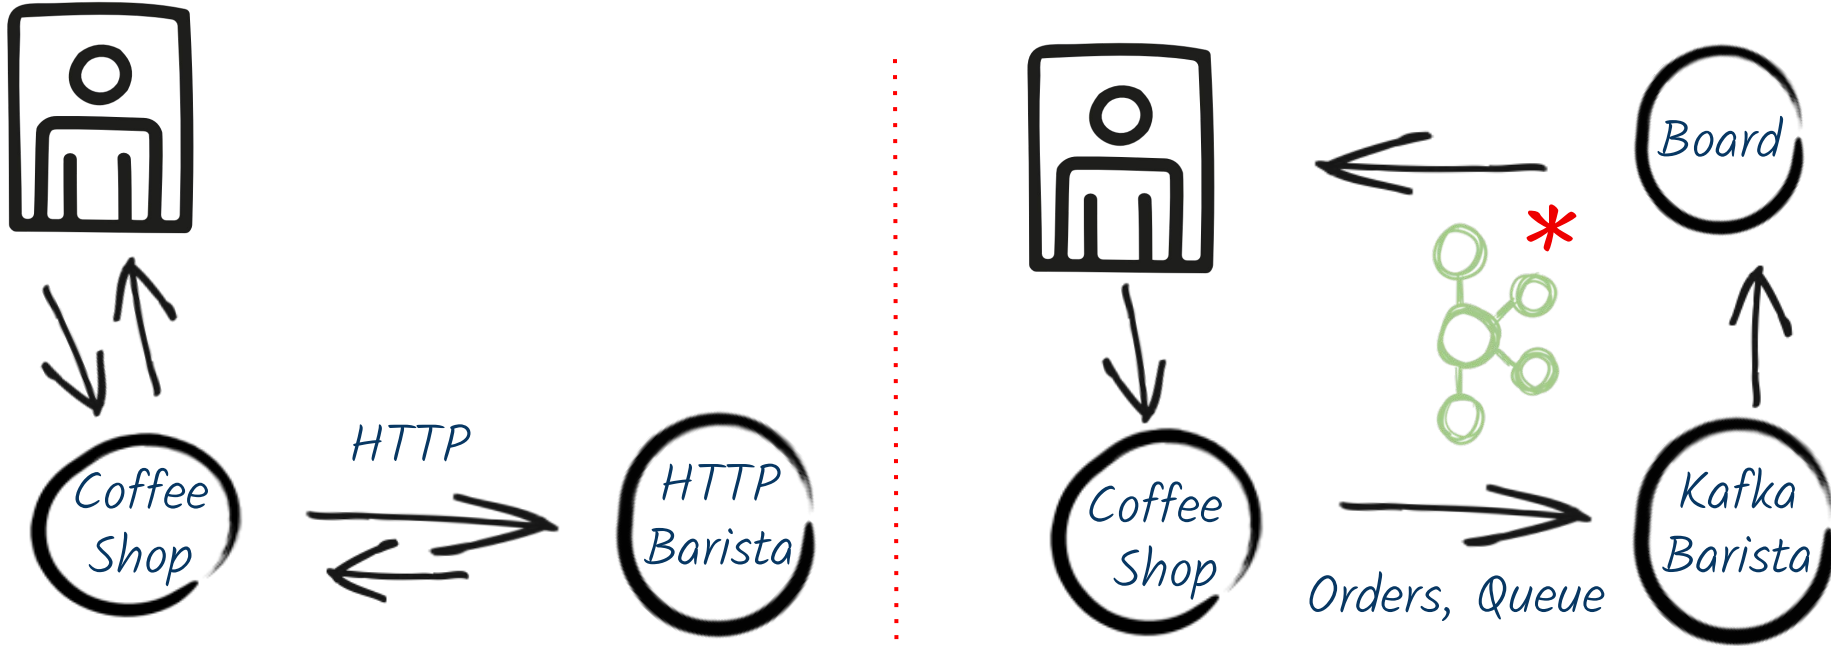 HTTP
Coffee
Shop
HTTP
Barista
Board
Coffee
Shop
Orders, Queue
Kafka
Barista
*